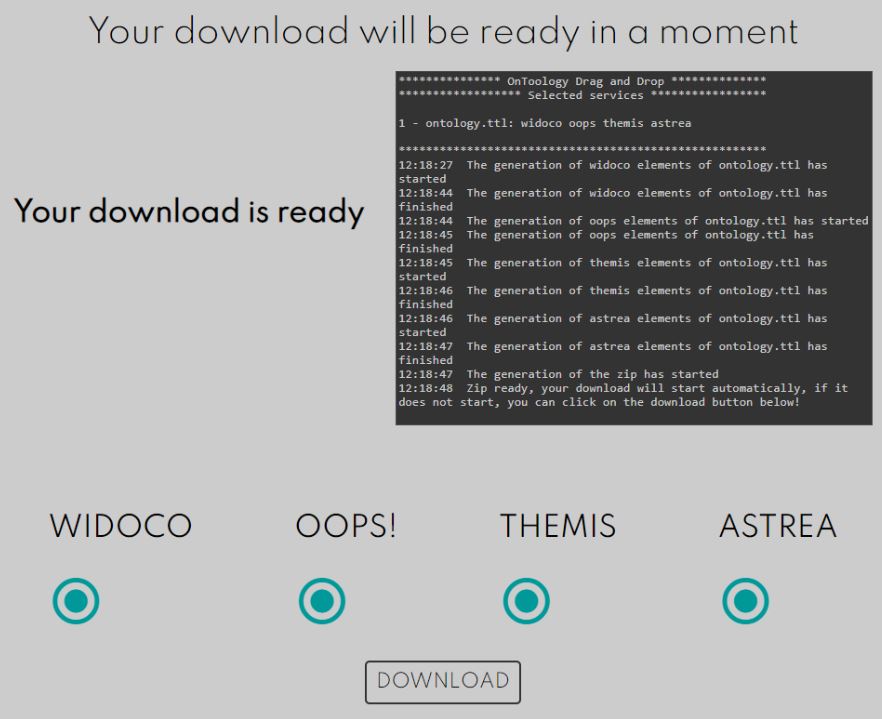 Your download will be ready in a moment
Your download is ready
*************** OnToology Drag and Drop **************
****************** Selected services *****************
1 - ontology.ttl: widoco oops themis astrea
******************************************************
12:18:27  The generation of widoco elements of ontology.ttl has
started
12:18:44  The generation of widoco elements of ontology.ttl has
finished
12:18:44  The generation of oops elements of ontology.ttl has started
12:18:45  The generation of oops elements of ontology.ttl has
finished
12:18:45  The generation of themis elements of ontology.ttl has
started
12:18:46  The generation of themis elements of ontology.ttl has
finished
12:18:46  The generation of astrea elements of ontology.ttl has
started
12:18:47  The generation of astrea elements of ontology.ttl has
finished
12:18:47  The generation of the zip has started
12:18:48  Zip ready, your download will start automatically, if it
does not start, you can click on the download button below!
WIDOCO OOPS! THEMIS ASTREA
DOWNLOAD